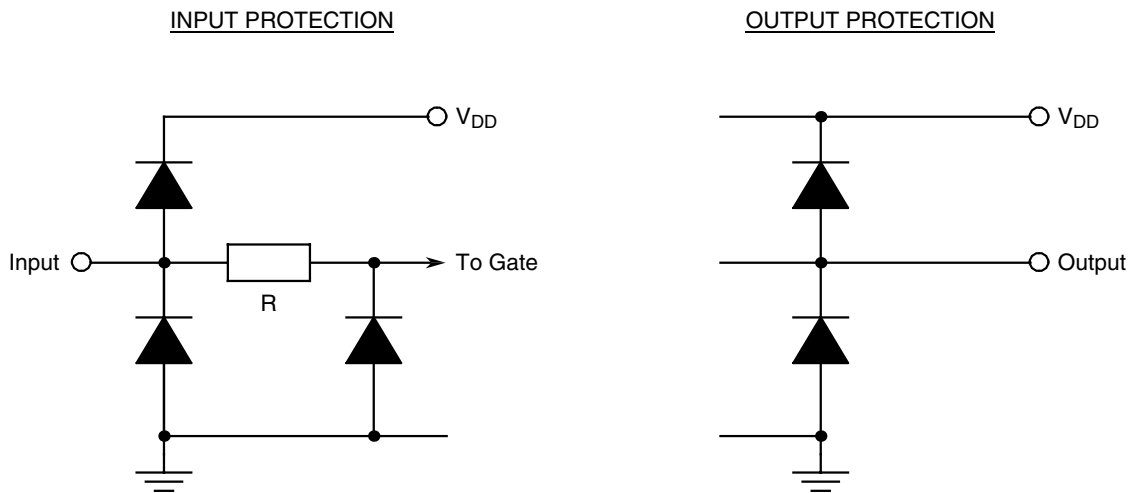 INPUT PROTECTION
V_DD
Input
R
To Gate
OUTPUT PROTECTION
V_DD
Output